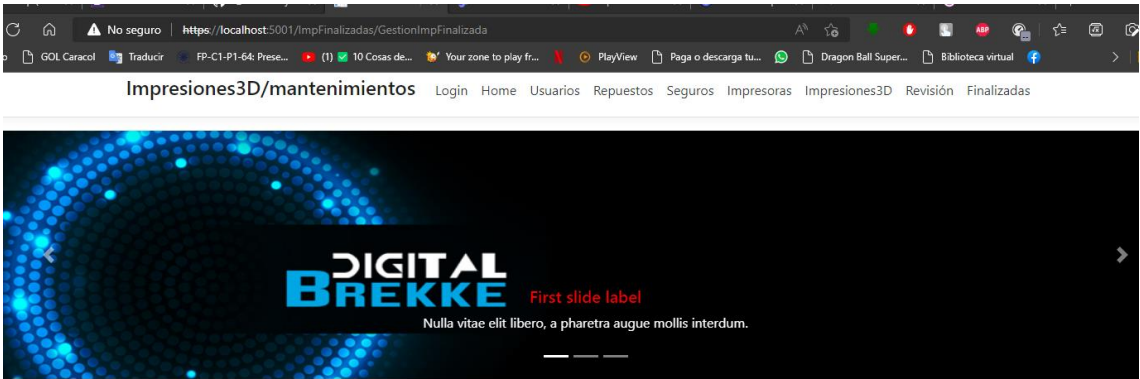 No seguro https://localhost:5001/ImpFinalizadas/GestionImpFinalizada
GOL Caracol Traducir FP-C1-P1-64: Prese... (1) ✅ 10 Cosas de... Your zone to play fr... PlayView Paga o descarga tu... Dragon Ball Super... Biblioteca virtual
Impresiones3D/mantenimientos Login Home Usuarios Repuestos Seguros Impresoras Impresiones3D Revisión Finalizadas
DIGITAL
BREKKE
First slide label
Nulla vitae elit libero, a pharetra augue mollis interdum.